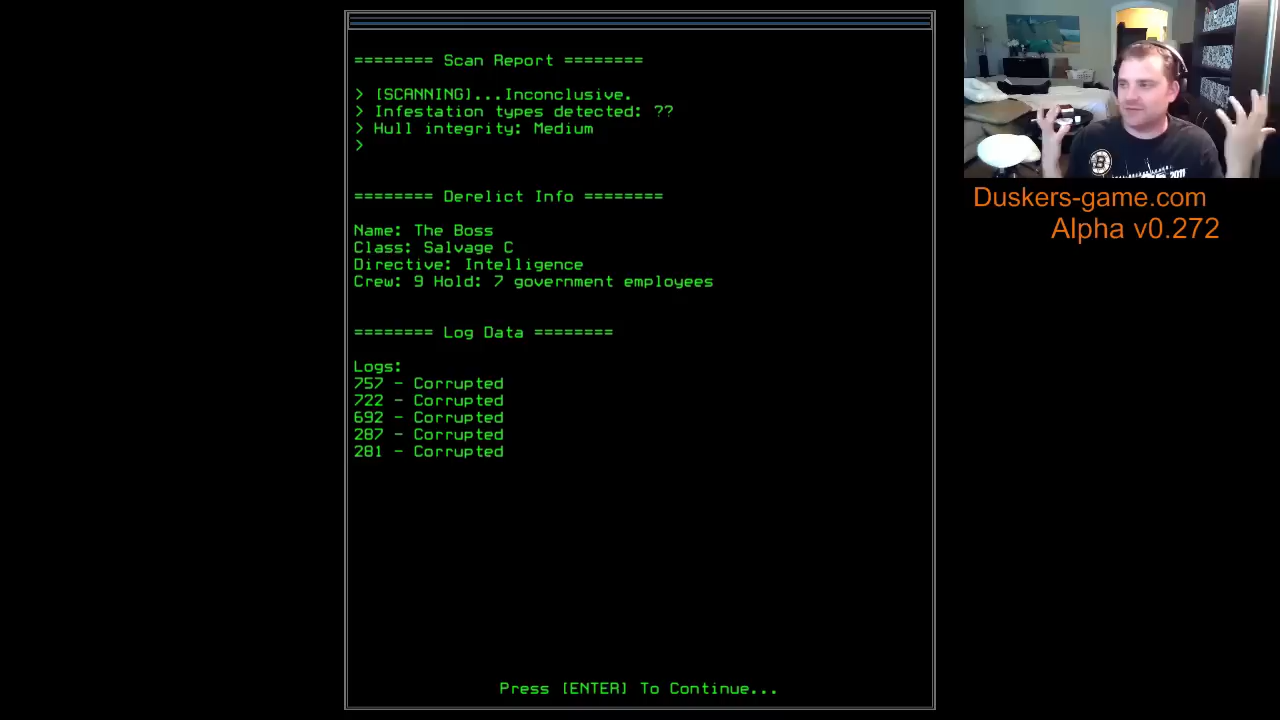 ======== Scan Report ========
> [SCANNING]...Inconclusive.
> Infestation types detected: ??
> Hull integrity: Medium
>
======== Derelict Info ========
Name: The Boss
Class: Salvage C
Directive: Intelligence
Crew: 9 Hold: 7 government employees
======== Log Data ========
Logs:
757 - Corrupted
722 - Corrupted
692 - Corrupted
287 - Corrupted
281 - Corrupted
Press [ENTER] To Continue...
B
2011
Duskers-game.com
Alpha v0.272